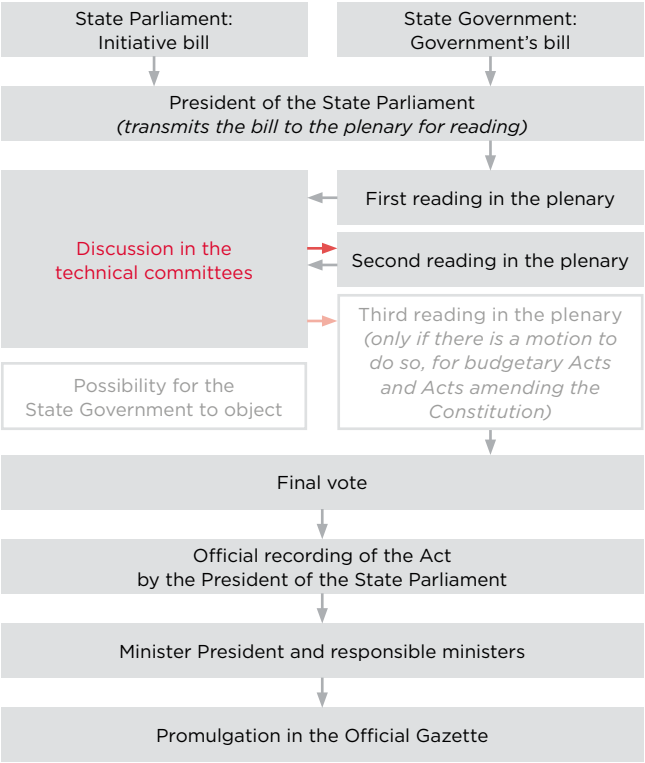 State Parliament:
Initiative bill
State Government:
Government’s bill
President of the State Parliament
(transmits the bill to the plenary for reading)
First reading in the plenary
Discussion in the
technical committees
Second reading in the plenary
Third reading in the plenary
(only if there is a motion to
do so, for budgetary Acts
and Acts amending the
Constitution)
Possibility for the
State Government to object
Final vote
Official recording of the Act
by the President of the State Parliament
Minister President and responsible ministers
Promulgation in the Official Gazette